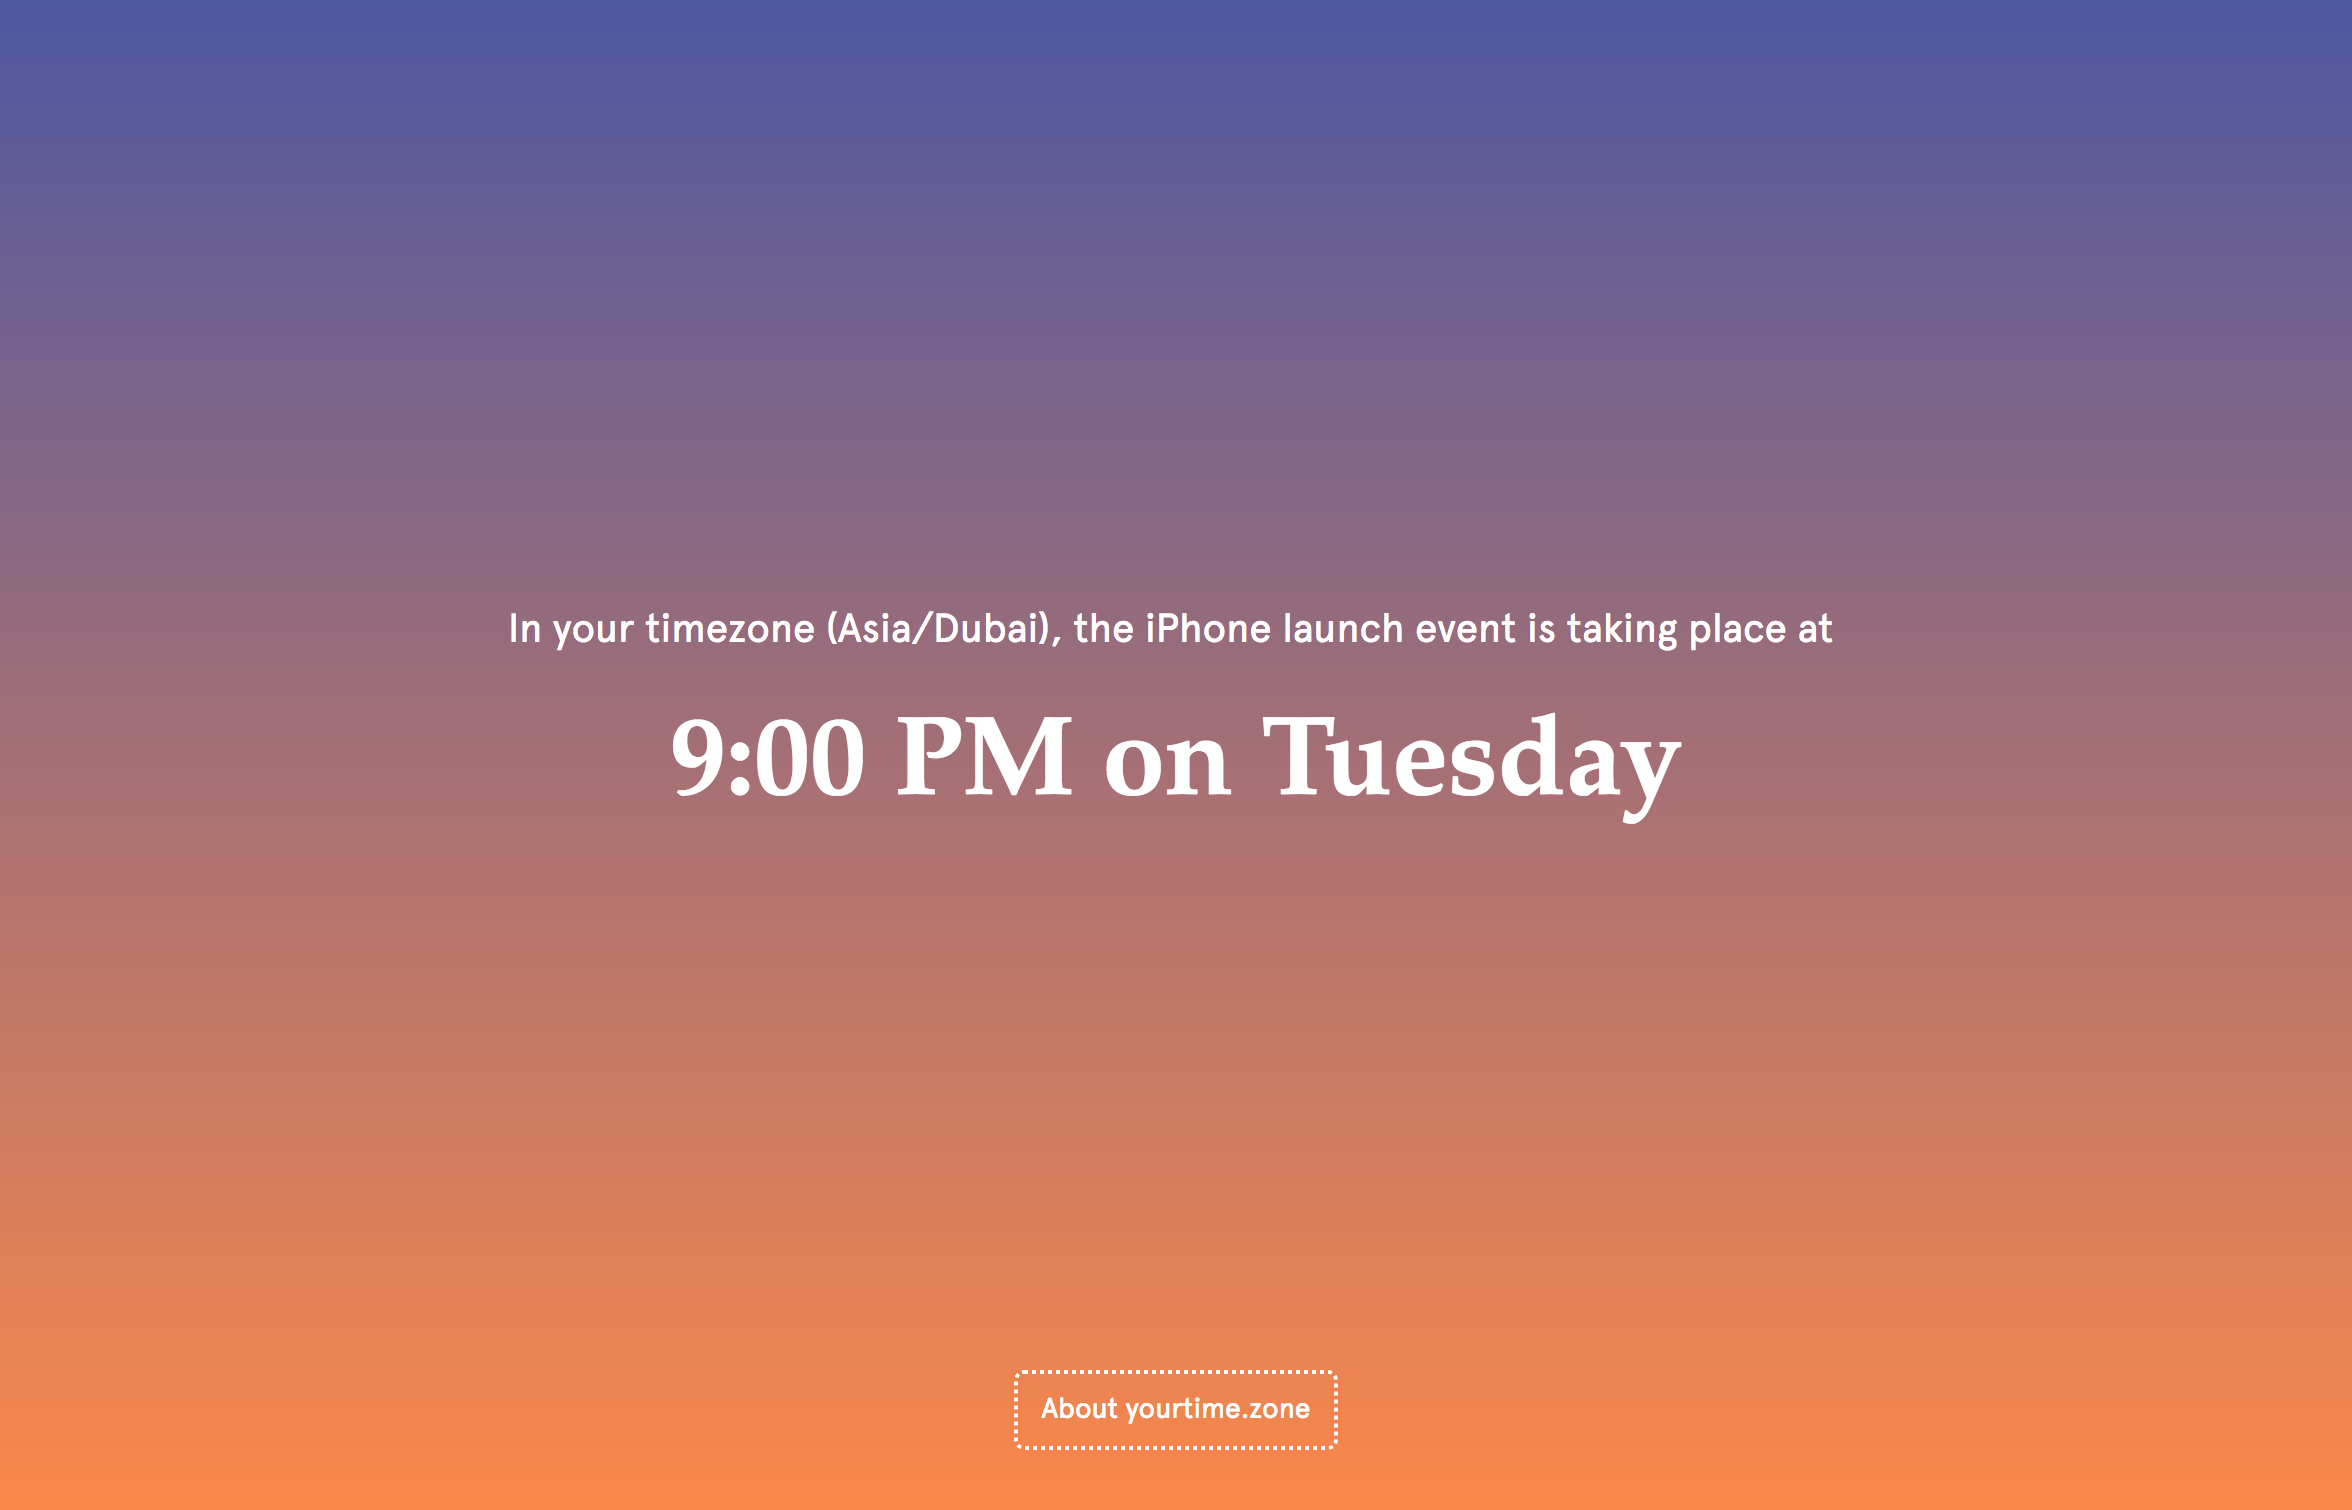 In your timezone (Asia/Dubai), the iPhone launch event is taking place at
9:00 PM on Tuesday
About yourtime.zone